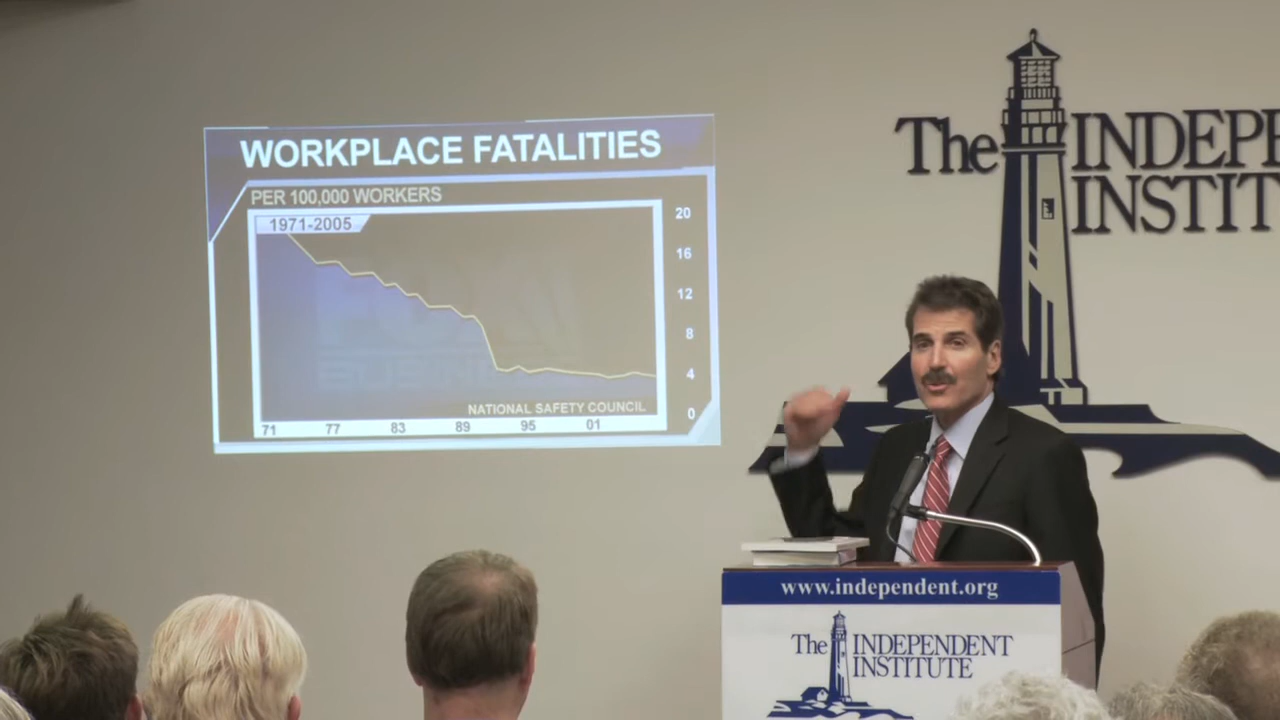 WORKPLACE FATALITIES
PER 100,000 WORKERS
1971-2005
20
16
12
8
4
0
NATIONAL SAFETY COUNCIL
71 77 83 89 95 01
The INDEPE
INSTIT
www.independent.org
The INDEPENDENT
INSTITUTE